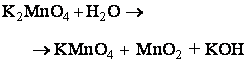 K₂MnO₄ + H₂O →
→ KMnO₄ + MnO₂ + KOH